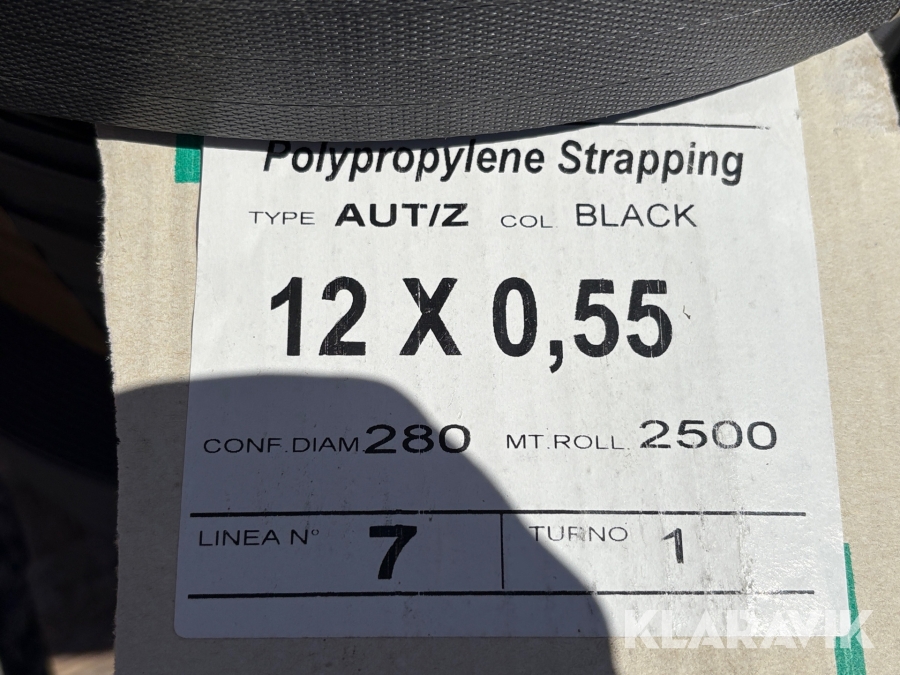 Polypropylene Strapping
TYPE AUT/Z COL. BLACK
12 X 0,55
CONF.DIAM. 280 MT.ROLL. 2500
LINEA N° 7 TURNO 1
KLARAVIK